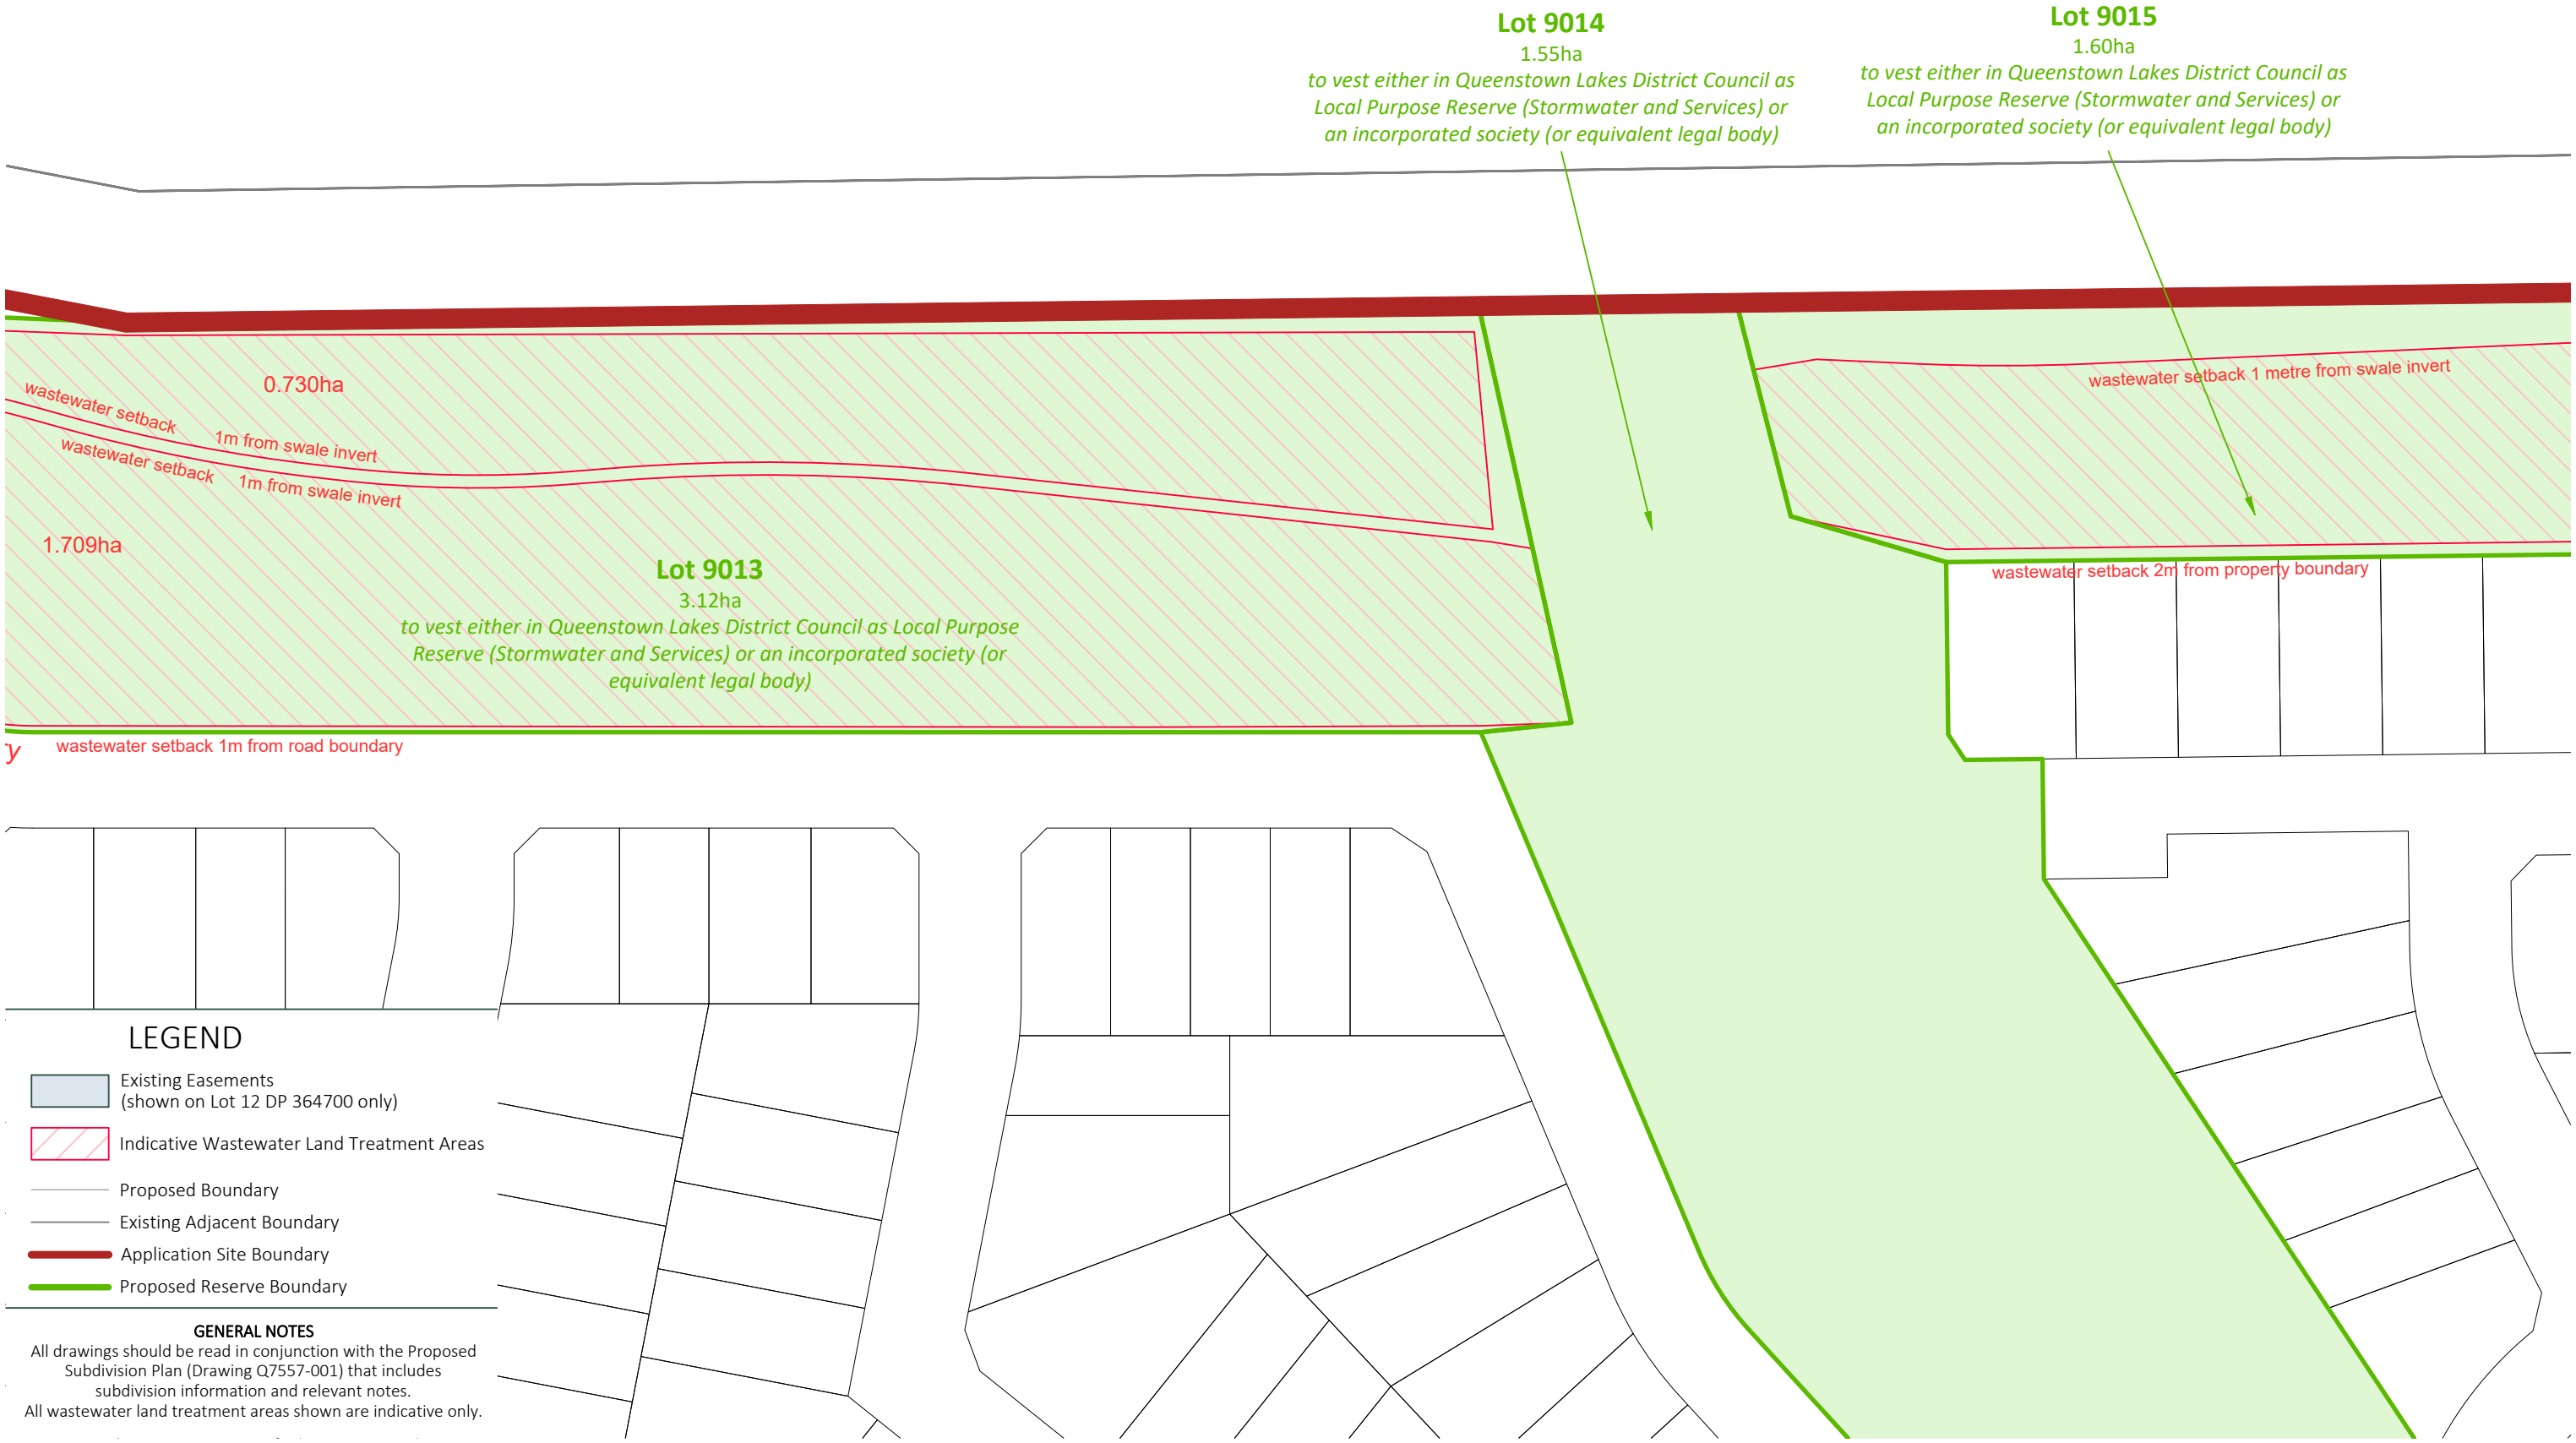 Lot 9014
1.55ha
to vest either in Queenstown Lakes District Council as
Local Purpose Reserve (Stormwater and Services) or
an incorporated society (or equivalent legal body)
Lot 9015
1.60ha
to vest either in Queenstown Lakes District Council as
Local Purpose Reserve (Stormwater and Services) or
an incorporated society (or equivalent legal body)
0.730ha
wastewater setback 1m from swale invert
wastewater setback 1m from swale invert
wastewater setback 1 metre from swale invert
1.709ha
Lot 9013
3.12ha
to vest either in Queenstown Lakes District Council as Local Purpose
Reserve (Stormwater and Services) or an incorporated society (or
equivalent legal body)
wastewater setback 2m from property boundary
y
wastewater setback 1m from road boundary
LEGEND
Existing Easements
(shown on Lot 12 DP 364700 only)
Indicative Wastewater Land Treatment Areas
Proposed Boundary
Existing Adjacent Boundary
Application Site Boundary
Proposed Reserve Boundary
GENERAL NOTES
All drawings should be read in conjunction with the Proposed
Subdivision Plan (Drawing Q7557-001) that includes
subdivision information and relevant notes.
All wastewater land treatment areas shown are indicative only.